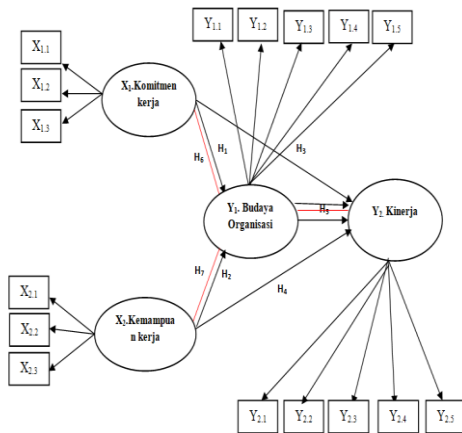 Y1.1
Y1.2
Y1.3
Y1.4
Y1.5
X1.1
X1.2
X1.3
X1.Komitmen
kerja
H1
H6
H3
Y1. Budaya
Organisasi
H5
Y2. Kinerja
H7
H2
H4
X2.1
X2.2
X2.3
X2.Kemampua
n kerja
Y2.1
Y2.2
Y2.3
Y2.4
Y2.5